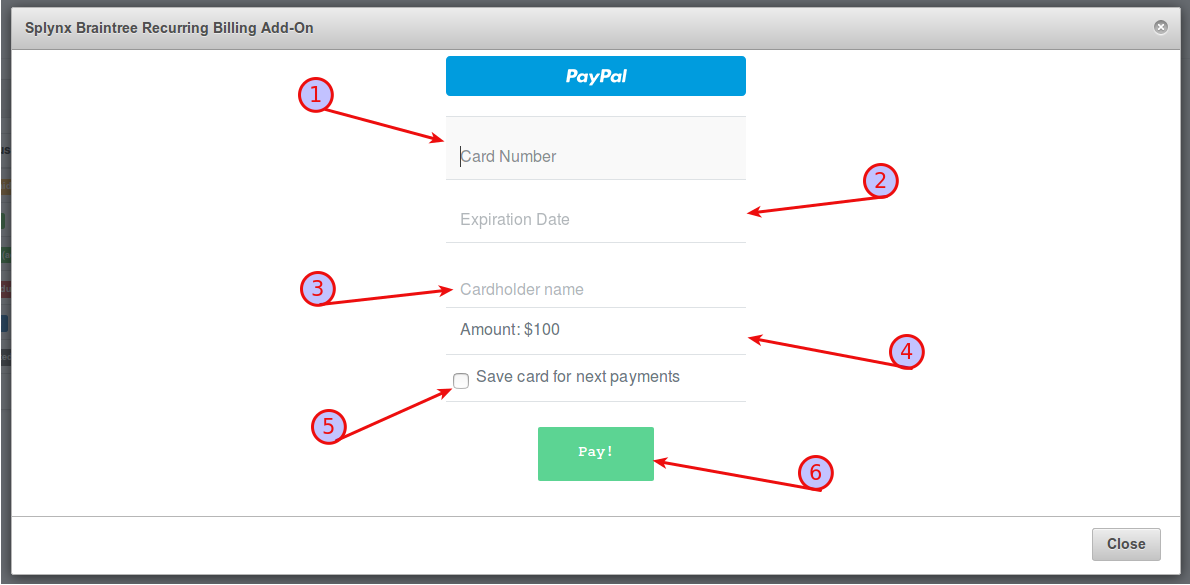 Splynx Braintree Recurring Billing Add-On
PayPal
1
Card Number
2
Expiration Date
3
Cardholder name
Amount: $100
4
Save card for next payments
5
Pay!
6
Close